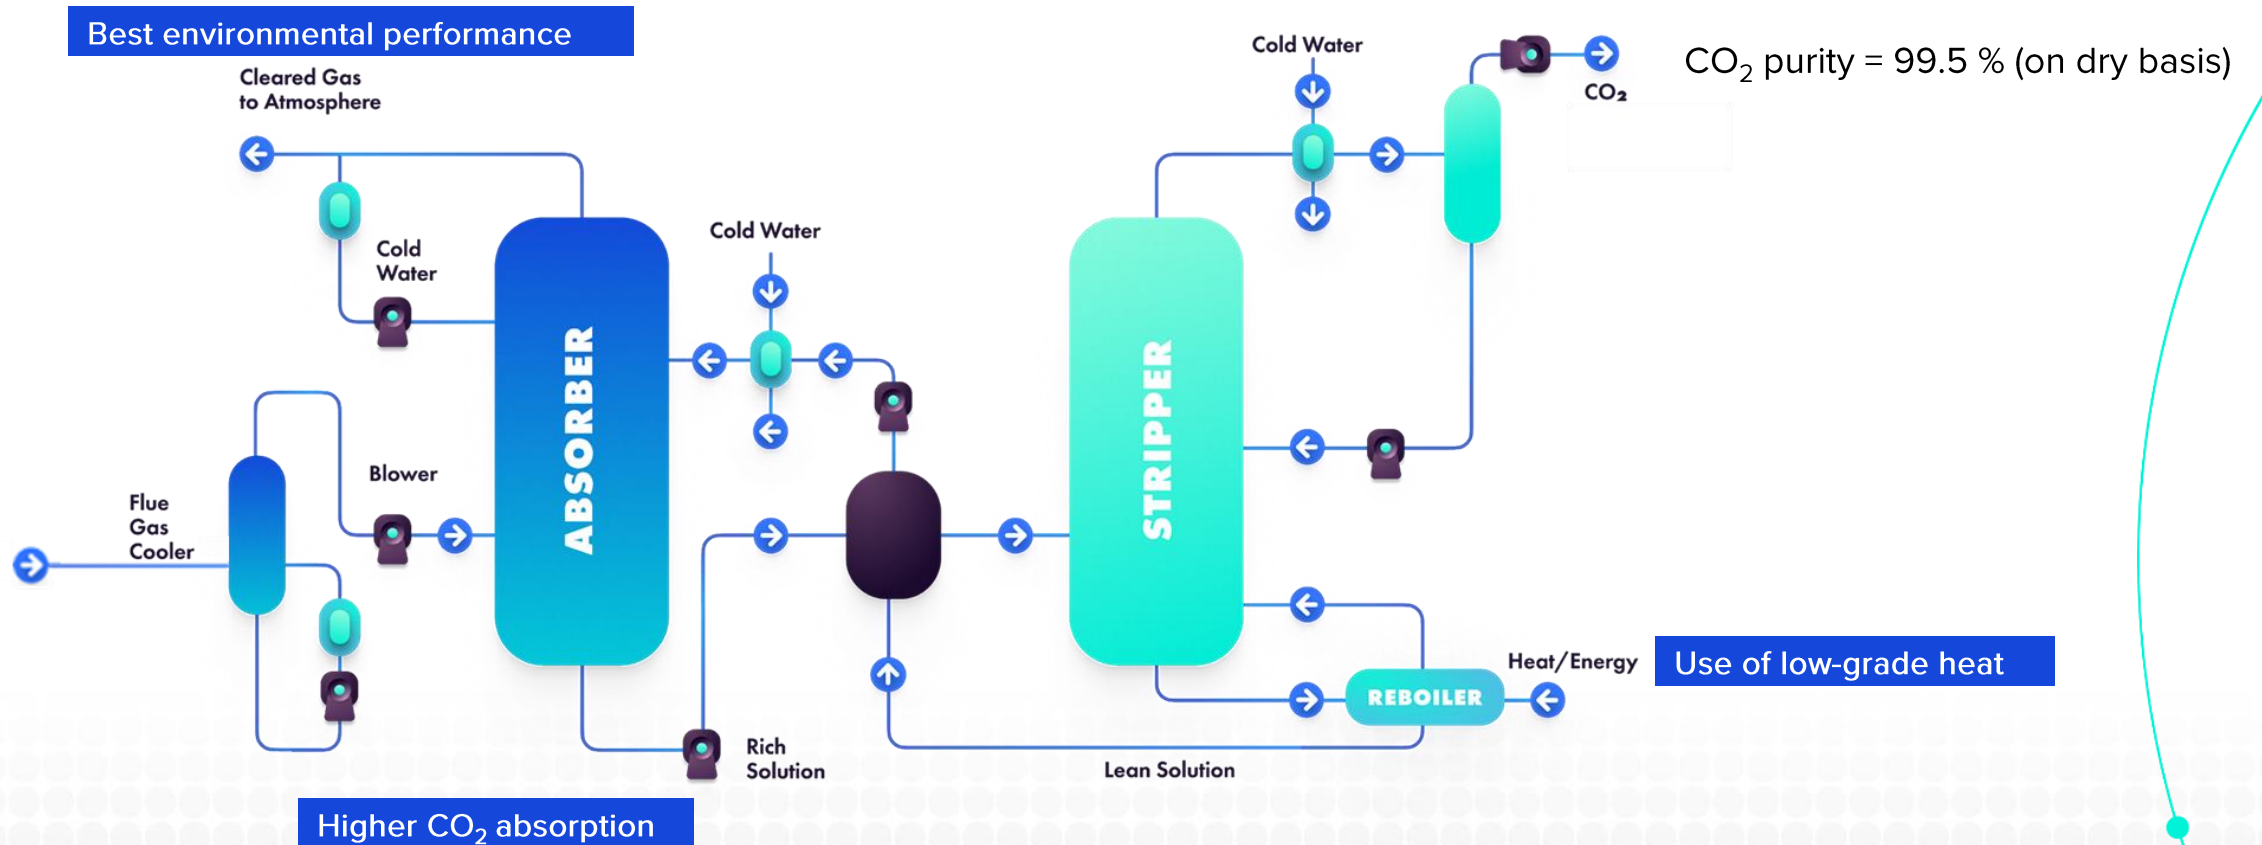 Best environmental performance
Cleared Gas
to Atmosphere
Cold Water
CO₂
CO₂ purity = 99.5 % (on dry basis)
Cold
Water
Cold Water
ABSORBER
STRIPPER
Blower
Flue
Gas
Cooler
Heat/Energy
Use of low-grade heat
REBOILER
Rich
Solution
Lean Solution
Higher CO₂ absorption